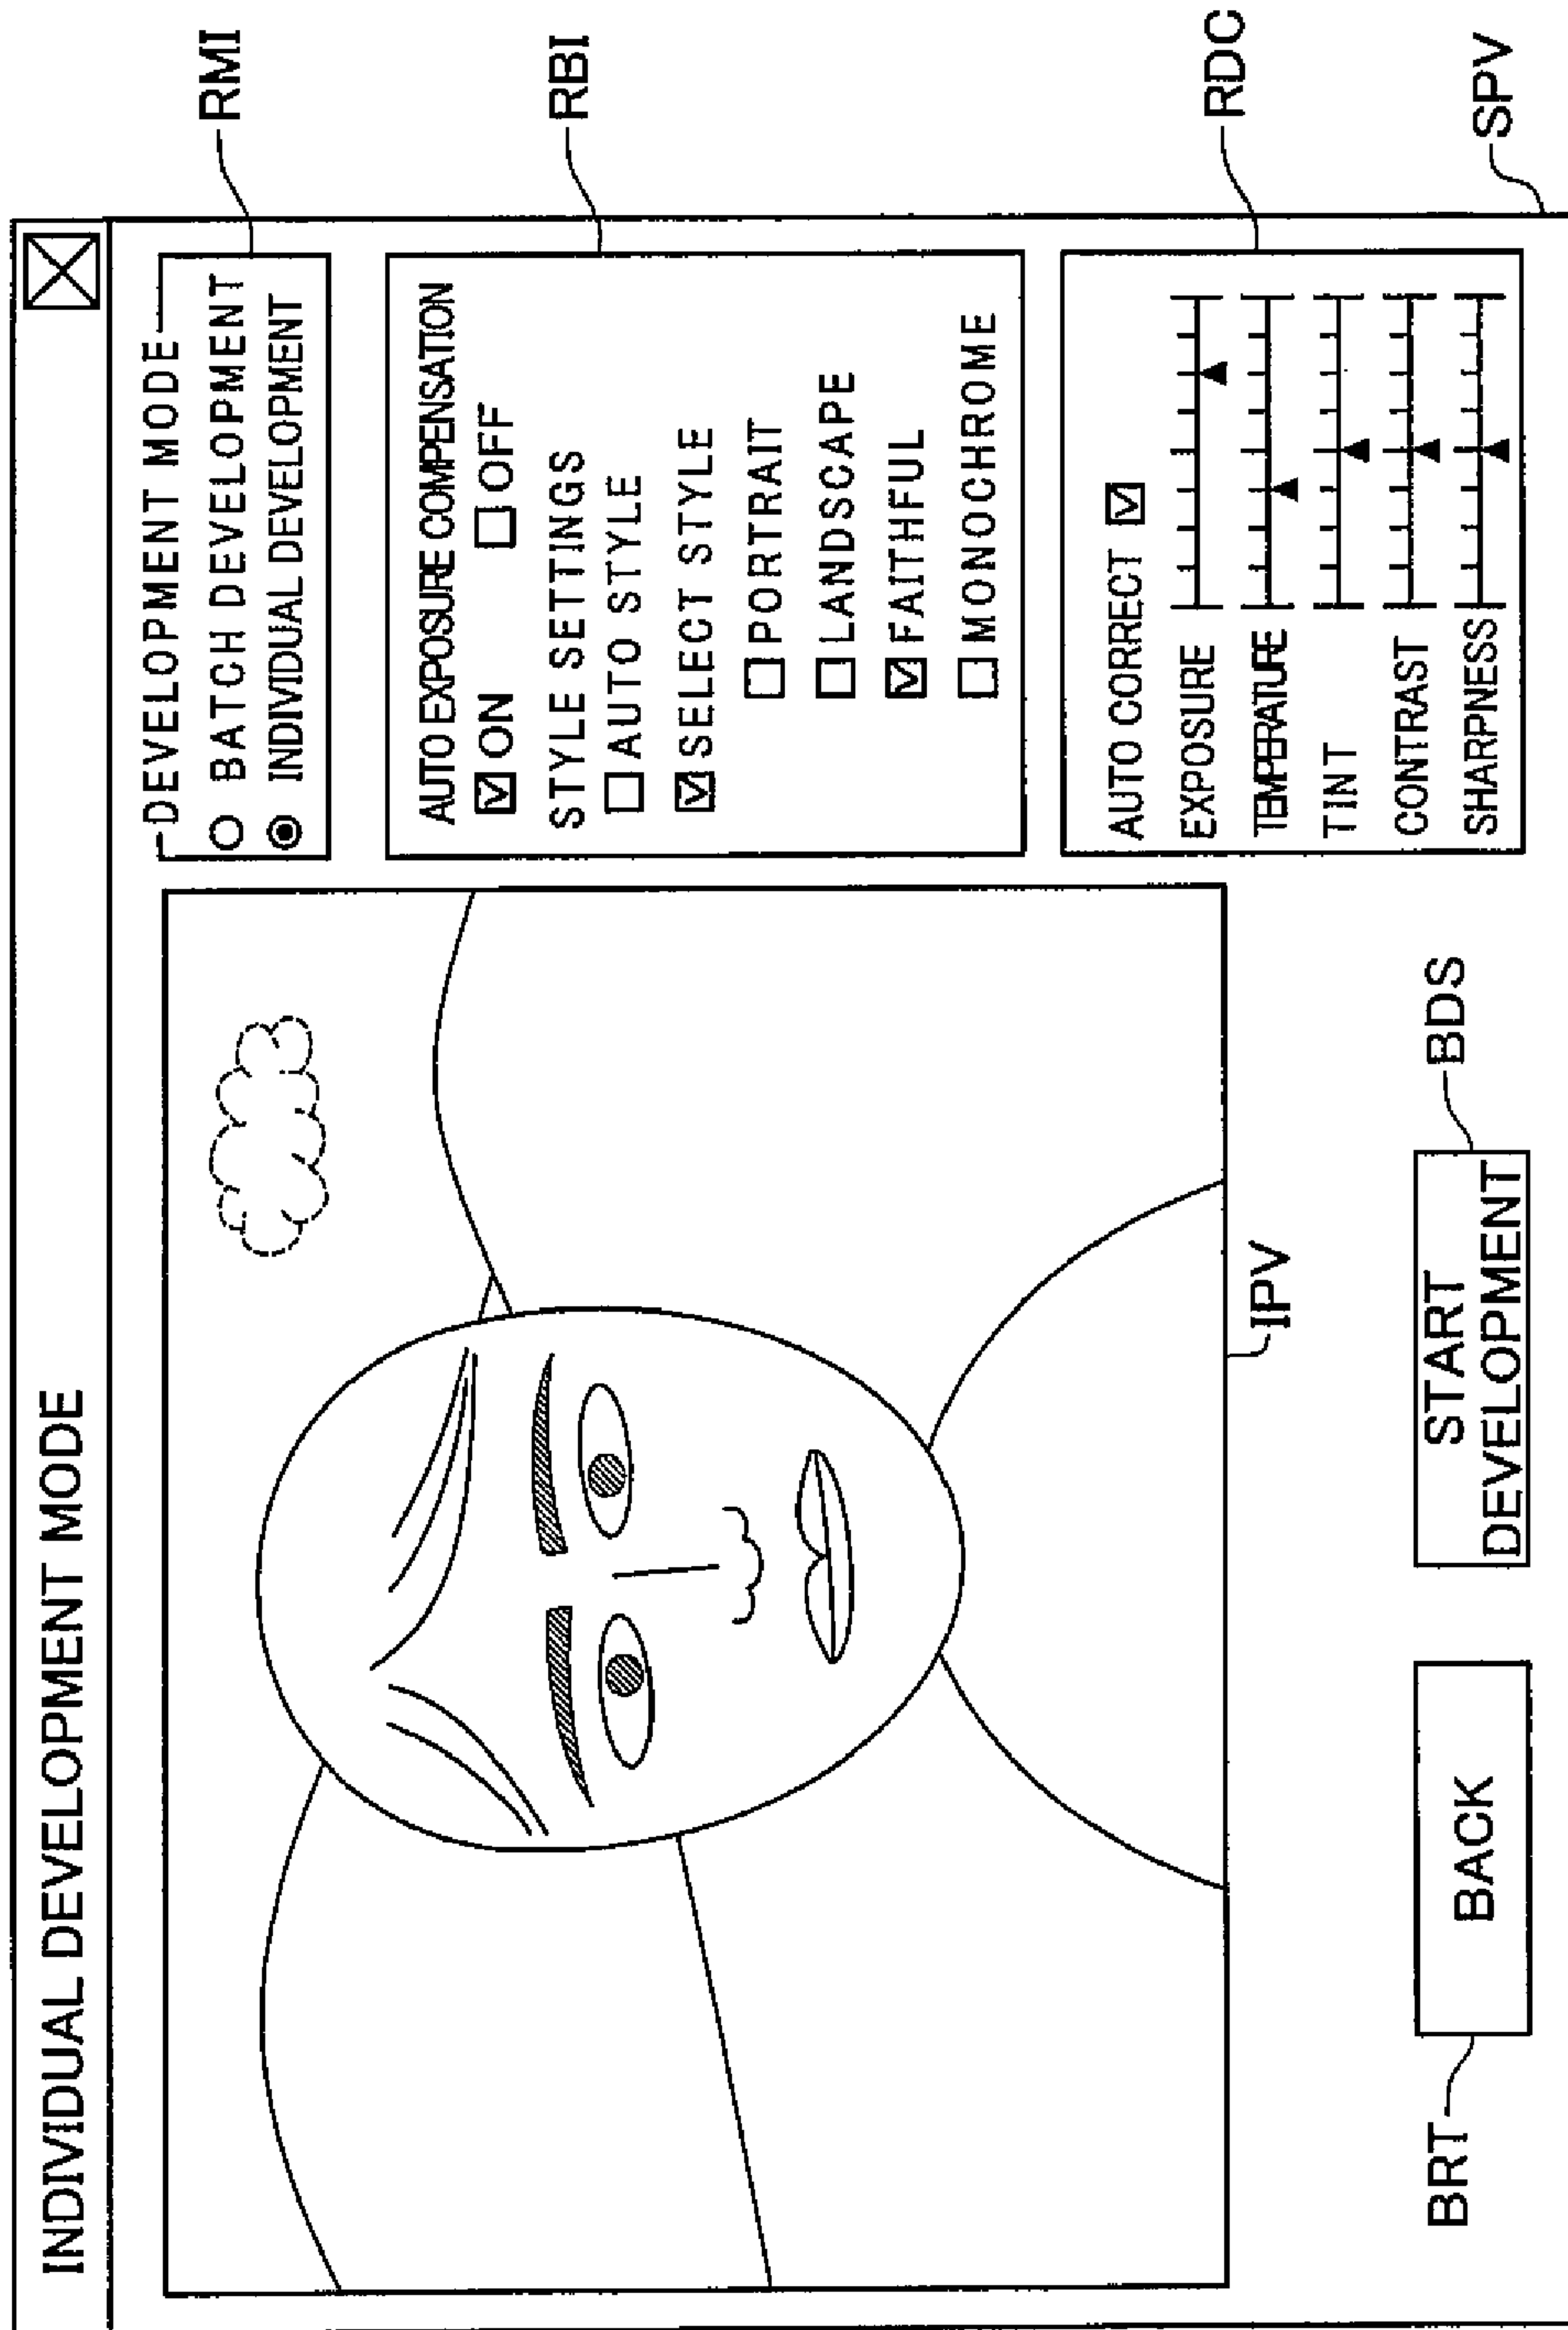 INDIVIDUAL DEVELOPMENT MODE
DEVELOPMENT MODE
BATCH DEVELOPMENT
INDIVIDUAL DEVELOPMENT
RMI
AUTO EXPOSURE COMPENSATION
ON OFF
STYLE SETTINGS
AUTO STYLE
SELECT STYLE
PORTRAIT
LANDSCAPE
FAITHFUL
MONOCHROME
RBI
AUTO CORRECT
EXPOSURE
TEMPERATURE
TINT
CONTRAST
SHARPNESS
RDC
SPV
IPV
BRT
BACK
START
DEVELOPMENT
BDS